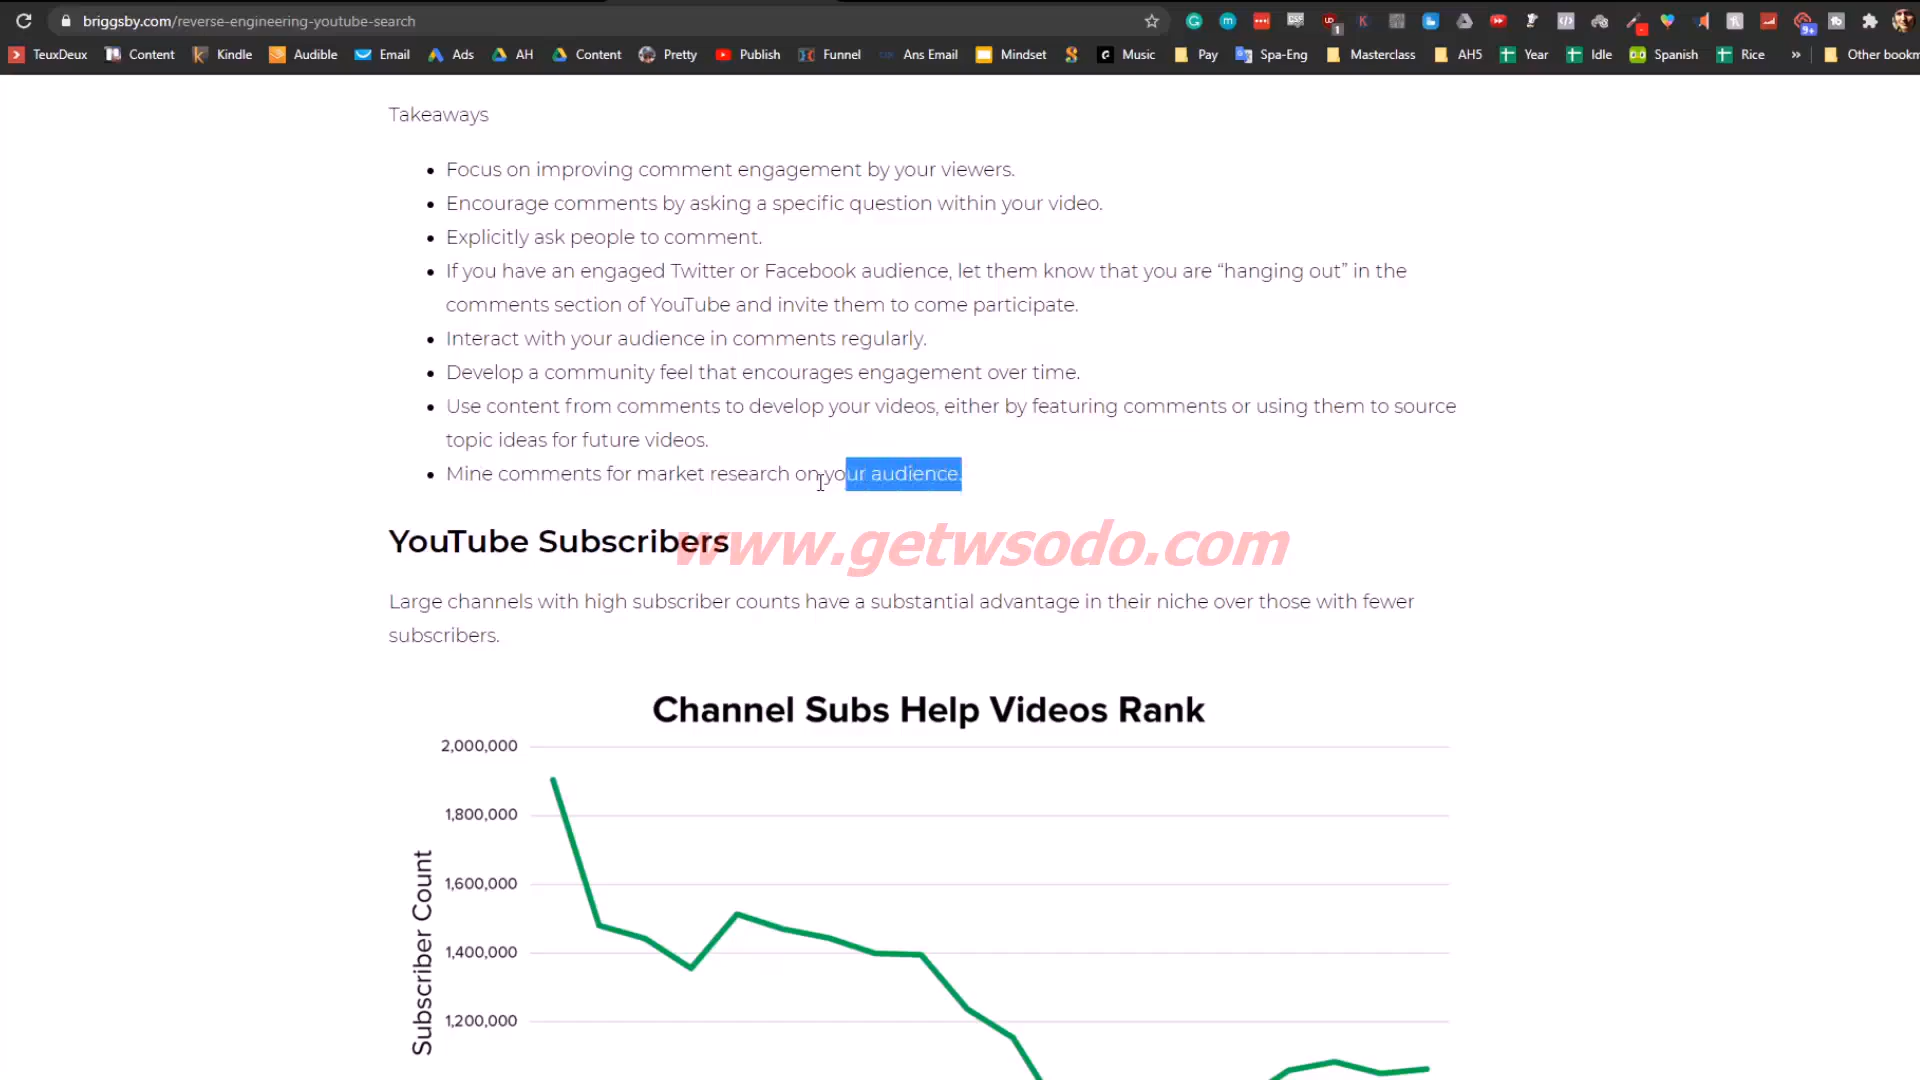 briggsby.com/reverse-engineering-youtube-search
TeuxDeux Content Kindle Audible Email Ads AH Content Pretty Publish Funnel Ans Email Mindset Music Pay Spa-Eng Masterclass AH5 Year Idle Spanish Rice » Other bookm
Takeaways
• Focus on improving comment engagement by your viewers.
• Encourage comments by asking a specific question within your video.
• Explicitly ask people to comment.
• If you have an engaged Twitter or Facebook audience, let them know that you are “hanging out” in the
comments section of YouTube and invite them to come participate.
• Interact with your audience in comments regularly.
• Develop a community feel that encourages engagement over time.
• Use content from comments to develop your videos, either by featuring comments or using them to source
topic ideas for future videos.
• Mine comments for market research on your audience.
YouTube Subscribers
www.getwsodo.com
Large channels with high subscriber counts have a substantial advantage in their niche over those with fewer
subscribers.
Channel Subs Help Videos Rank
2,000,000
1,800,000
1,600,000
1,400,000
1,200,000
Subscriber Count